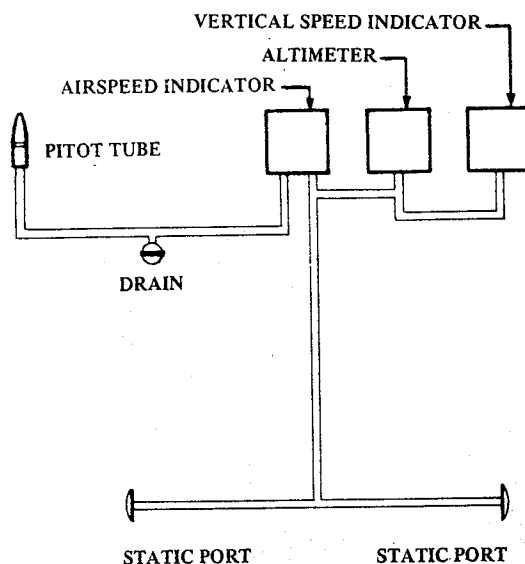 VERTICAL SPEED INDICATOR
ALTIMETER
AIRSPEED INDICATOR
PITOT TUBE
DRAIN
STATIC PORT
STATIC PORT